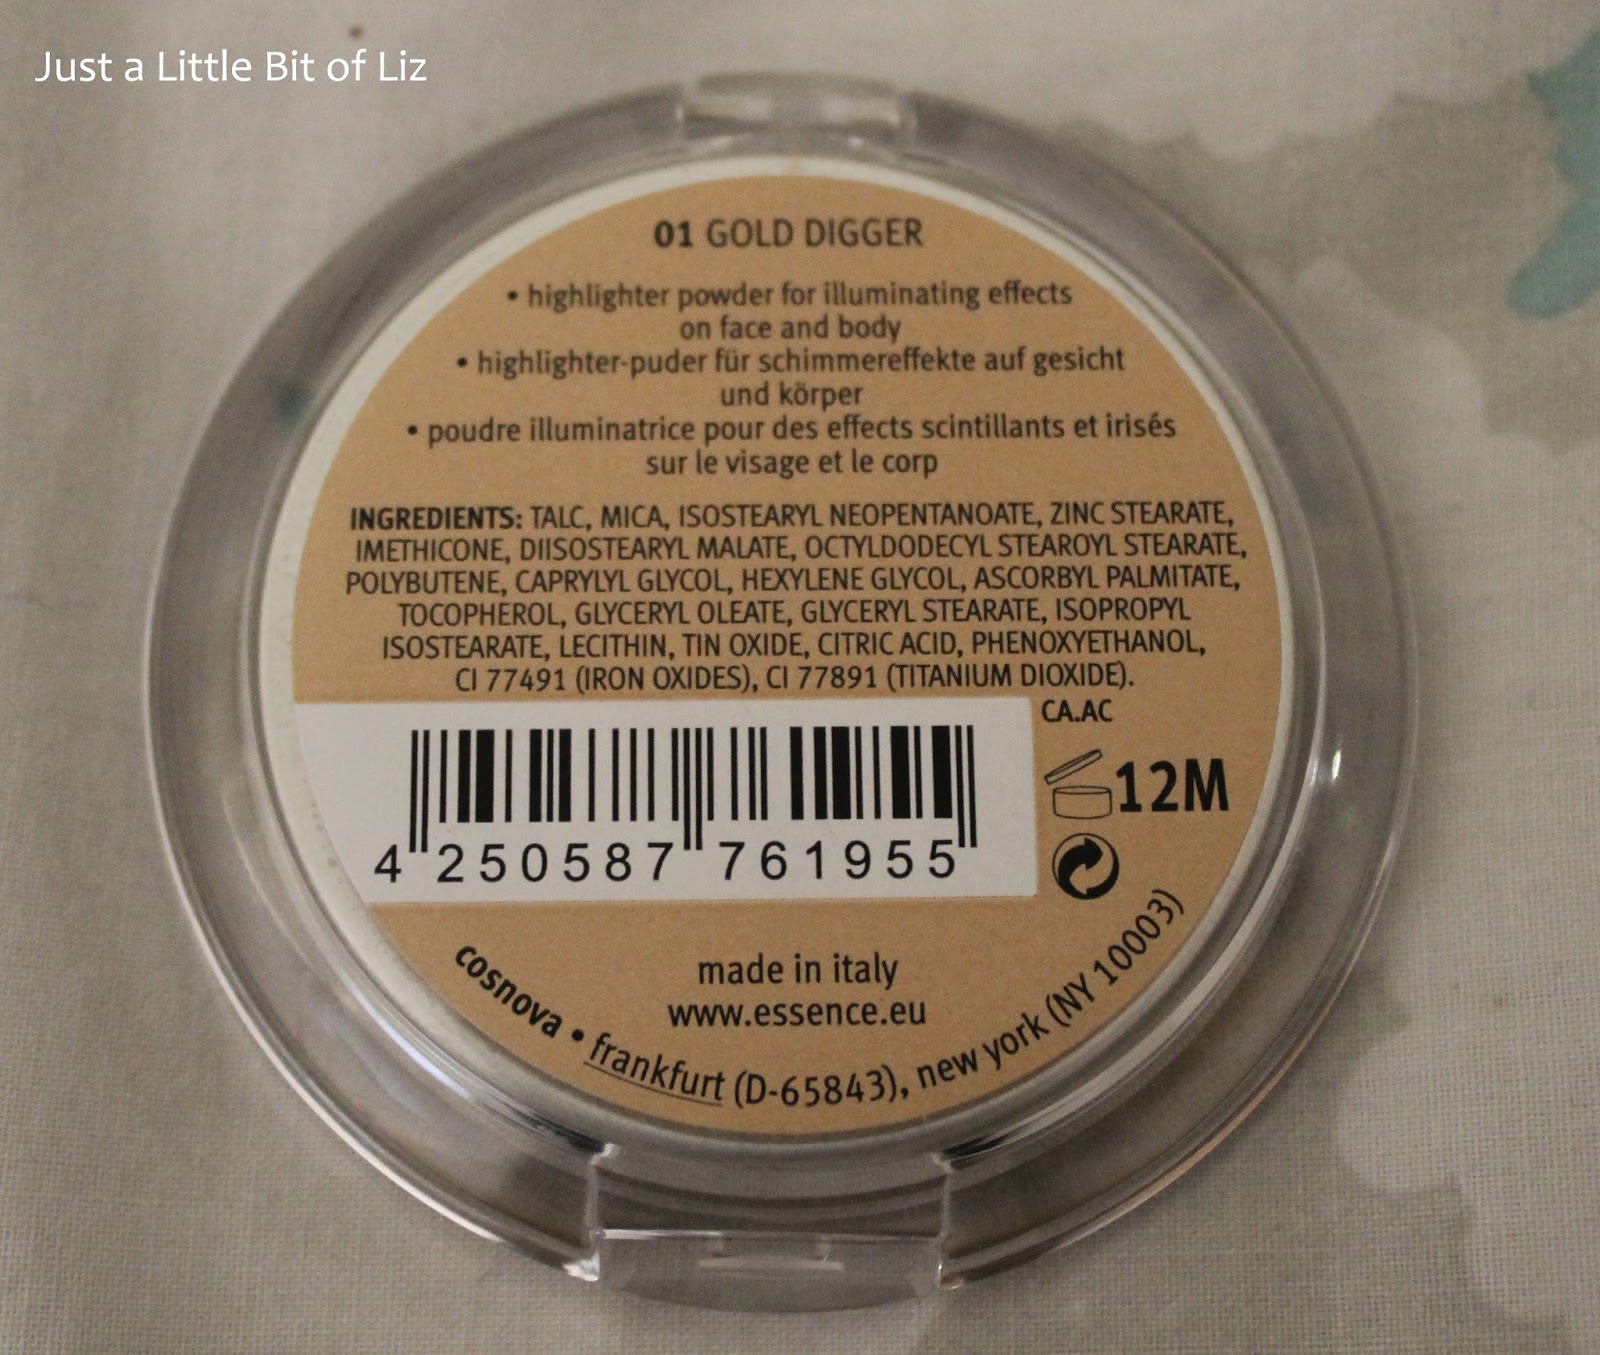 Just a Little Bit of Liz
01 GOLD DIGGER
• highlighter powder for illuminating effects
on face and body
• highlighter-puder für schimmereffekte auf gesicht
und körper
• poudre illuminatrice pour des effects scintillants et irisés
sur le visage et le corp
INGREDIENTS: TALC, MICA, ISOSTEARYL NEOPENTANOATE, ZINC STEARATE,
IMETHICONE, DIISOSTEARYL MALATE, OCTYLDODECYL STEAROYL STEARATE,
POLYBUTENE, CAPRYLYL GLYCOL, HEXYLENE GLYCOL, ASCORBYL PALMITATE,
TOCOPHEROL, GLYCERYL OLEATE, GLYCERYL STEARATE, ISOPROPYL
ISOSTEARATE, LECITHIN, TIN OXIDE, CITRIC ACID, PHENOXYETHANOL,
CI 77491 (IRON OXIDES), CI 77891 (TITANIUM DIOXIDE).
CA.AC
12M
4 250587 761955
made in italy
www.essence.eu
cosnova • frankfurt (D-65843), new york (NY 10003)